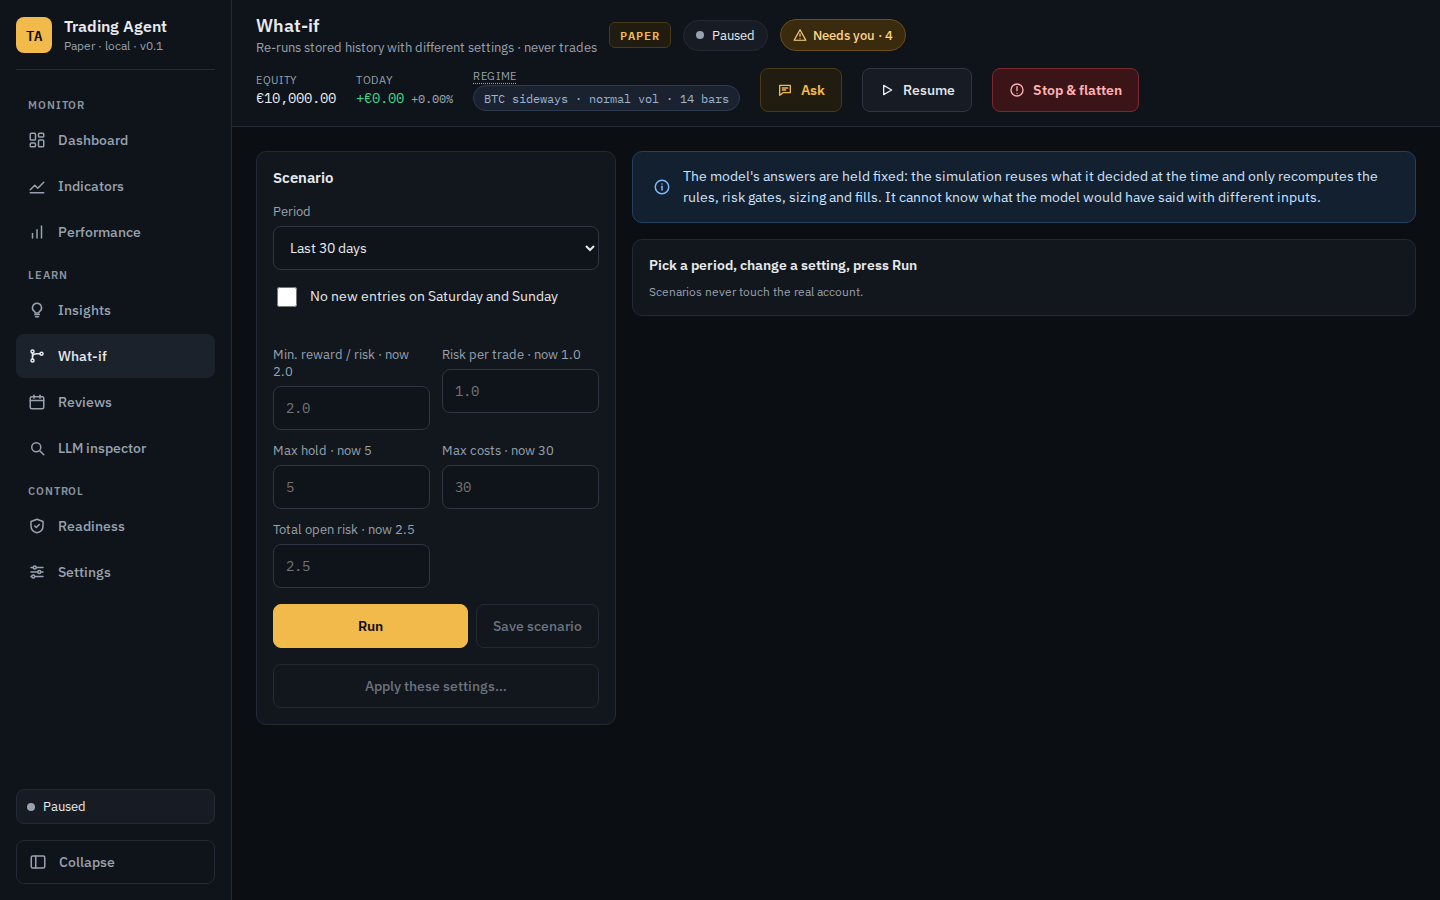 TA
Trading Agent
Paper · local · v0.1
MONITOR
Dashboard
Indicators
Performance
LEARN
Insights
What-if
Reviews
LLM inspector
CONTROL
Readiness
Settings
Paused
Collapse
What-if
Re-runs stored history with different settings · never trades
PAPER
Paused
Needs you · 4
EQUITY
€10,000.00
TODAY
+€0.00 +0.00%
REGIME
BTC sideways · normal vol · 14 bars
Ask
Resume
Stop & flatten
Scenario
Period
Last 30 days
No new entries on Saturday and Sunday
Min. reward / risk · now
2.0
2.0
Risk per trade · now 1.0
1.0
Max hold · now 5
5
Max costs · now 30
30
Total open risk · now 2.5
2.5
Run
Save scenario
Apply these settings...
The model's answers are held fixed: the simulation reuses what it decided at the time and only recomputes the
rules, risk gates, sizing and fills. It cannot know what the model would have said with different inputs.
Pick a period, change a setting, press Run
Scenarios never touch the real account.